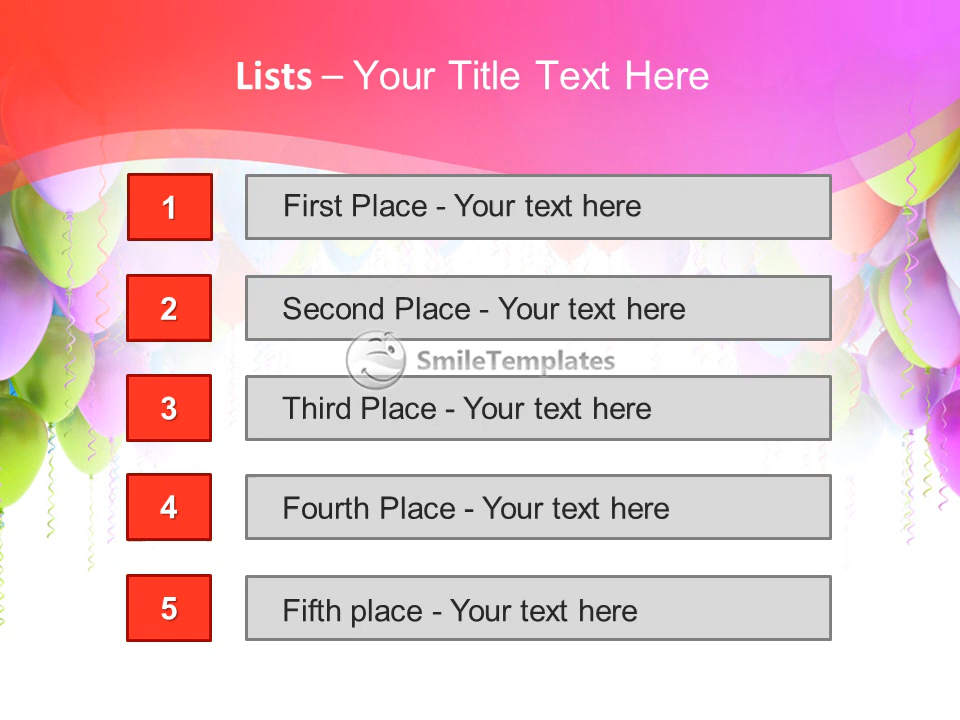 Lists – Your Title Text Here
1 First Place - Your text here
2 Second Place - Your text here
SmileTemplates
3 Third Place - Your text here
4 Fourth Place - Your text here
5 Fifth place - Your text here